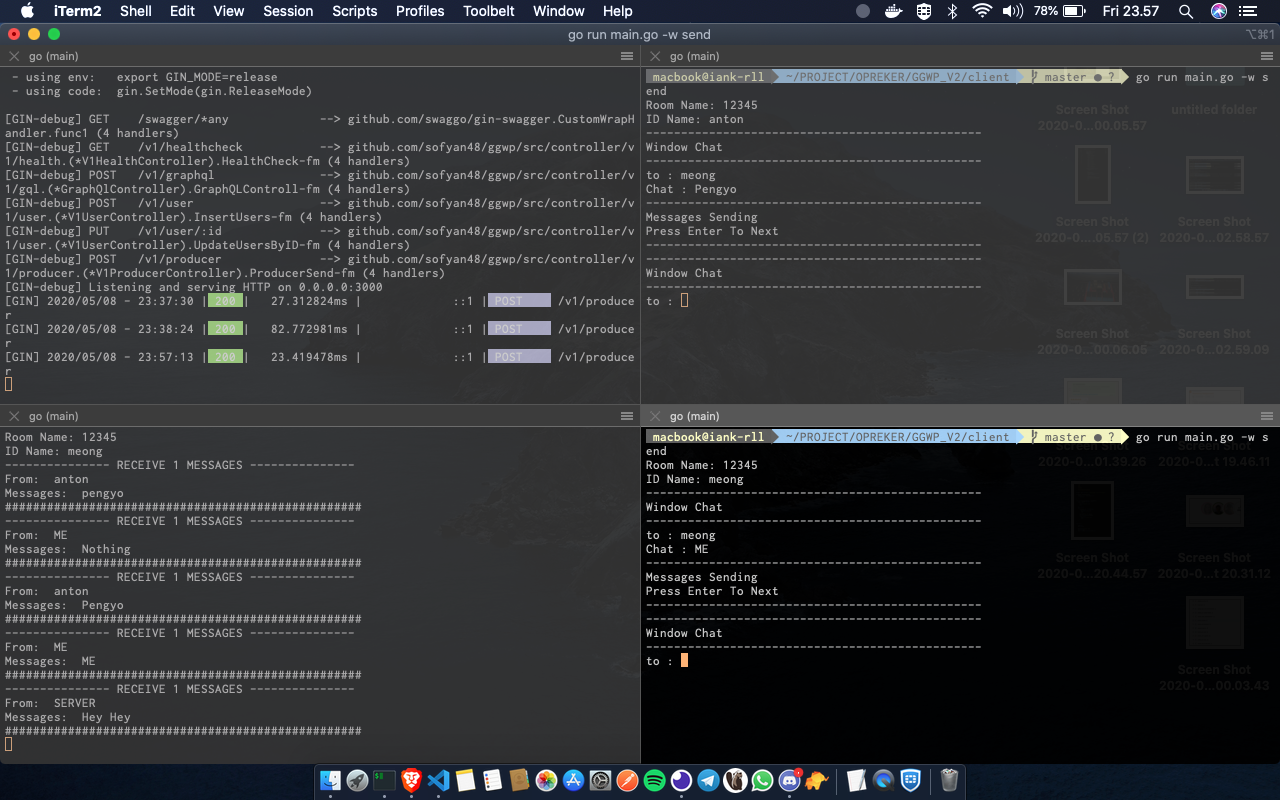 iTerm2 Shell Edit View Session Scripts Profiles Toolbelt Window Help 78% Fri 23.57
go run main.go -w send ⌥⌘1
go (main)
- using env:   export GIN_MODE=release
- using code:  gin.SetMode(gin.ReleaseMode)
[GIN-debug] GET    /swagger/*any             --> github.com/swaggo/gin-swagger.CustomWrapH
andler.func1 (4 handlers)
[GIN-debug] GET    /v1/healthcheck           --> github.com/sofyan48/ggwp/src/controller/v
1/health.(*V1HealthController).HealthCheck-fm (4 handlers)
[GIN-debug] POST   /v1/graphql               --> github.com/sofyan48/ggwp/src/controller/v
1/gql.(*GraphQlController).GraphQLControll-fm (4 handlers)
[GIN-debug] POST   /v1/user                  --> github.com/sofyan48/ggwp/src/controller/v
1/user.(*V1UserController).InsertUsers-fm (4 handlers)
[GIN-debug] PUT    /v1/user/:id              --> github.com/sofyan48/ggwp/src/controller/v
1/user.(*V1UserController).UpdateUsersByID-fm (4 handlers)
[GIN-debug] POST   /v1/producer              --> github.com/sofyan48/ggwp/src/controller/v
1/producer.(*V1ProducerController).ProducerSend-fm (4 handlers)
[GIN-debug] Listening and serving HTTP on 0.0.0.0:3000
[GIN] 2020/05/08 - 23:37:30 | 200 |   27.312824ms |             ::1 | POST     /v1/produce
r
[GIN] 2020/05/08 - 23:38:24 | 200 |   82.772981ms |             ::1 | POST     /v1/produce
r
[GIN] 2020/05/08 - 23:57:13 | 200 |   23.419478ms |             ::1 | POST     /v1/produce
r
go (main)
macbook@iank-rll ~/PROJECT/OPREKER/GGWP_V2/client master ● ? go run main.go -w s
end
Room Name: 12345
ID Name: anton
------------------------------------------------
Window Chat
------------------------------------------------
to : meong
Chat : Pengyo
------------------------------------------------
Messages Sending
Press Enter To Next
------------------------------------------------
------------------------------------------------
Window Chat
------------------------------------------------
to :
Screen Shot
2020-0...00.05.57
untitled folder
Screen Shot
2020-0....05.57 (2)
Screen Shot
2020-0...02.58.57
Screen Shot
2020-0...00.06.05
Screen Shot
2020-0...02.59.09
go (main)
Room Name: 12345
ID Name: meong
--------------- RECEIVE 1 MESSAGES ---------------
From:  anton
Messages:  pengyo
###################################################
--------------- RECEIVE 1 MESSAGES ---------------
From:  ME
Messages:  Nothing
###################################################
--------------- RECEIVE 1 MESSAGES ---------------
From:  anton
Messages:  Pengyo
###################################################
--------------- RECEIVE 1 MESSAGES ---------------
From:  ME
Messages:  ME
###################################################
--------------- RECEIVE 1 MESSAGES ---------------
From:  SERVER
Messages:  Hey Hey
###################################################
go (main)
macbook@iank-rll ~/PROJECT/OPREKER/GGWP_V2/client master ● ? go run main.go -w s
end
Room Name: 12345
ID Name: meong
------------------------------------------------
Window Chat
------------------------------------------------
to : meong
Chat : ME
------------------------------------------------
Messages Sending
Press Enter To Next
------------------------------------------------
------------------------------------------------
Window Chat
------------------------------------------------
to :
2020-0...01.39.26
2020-0...t 19.46.11
Screen Shot
2020-0...20.44.57
Screen Shot
2020-0...t 20.31.12
Screen Shot
2020-0...00.03.43